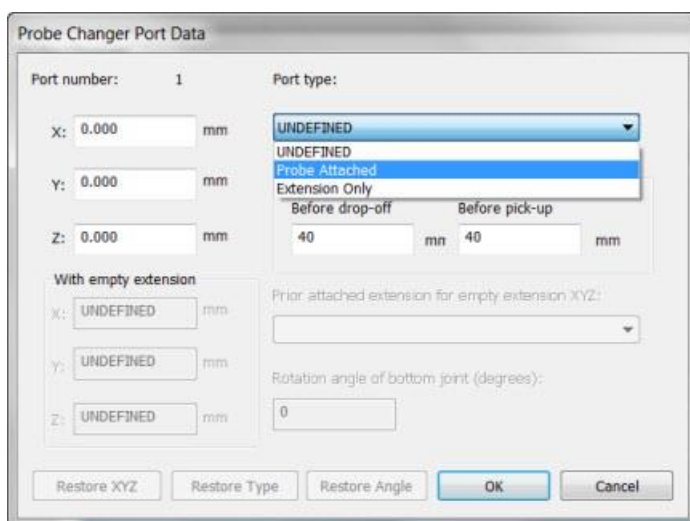 Probe Changer Port Data
Port number: 1 Port type:
X: 0.000 mm UNDEFINED
UNDEFINED
Probe Attached
Y: 0.000 mm
Extension Only
Before drop-off Before pick-up
Z: 0.000 mm 40 mm 40 mm
With empty extension
Prior attached extension for empty extension XYZ:
X: UNDEFINED mm
Y: UNDEFINED mm
Rotation angle of bottom joint (degrees):
Z: UNDEFINED mm 0
Restore XYZ Restore Type Restore Angle OK Cancel